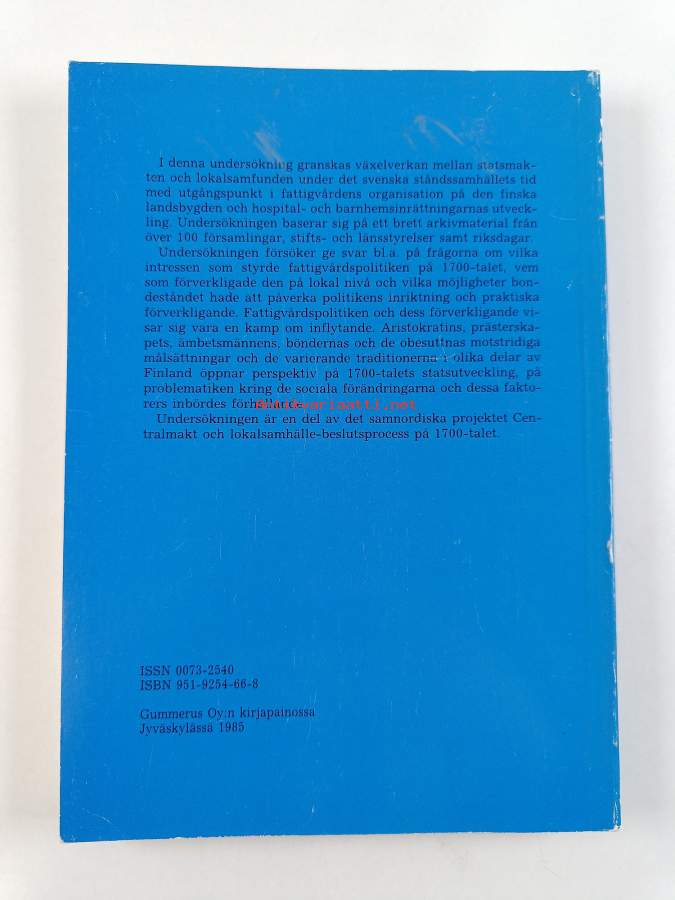 I denna undersökning granskas växelverkan mellan statsmak-
ten och lokalsamfunden under det svenska ståndssamhällets tid
med utgångspunkt i fattigvårdens organisation på den finska
landsbygden och hospital- och barnhemsinrättningarnas utveck-
ling. Undersökningen baserar sig på ett brett arkivmaterial från
över 100 församlingar, stifts- och länsstyrelser samt riksdagar.
Undersökningen försöker ge svar bl.a. på frågorna om vilka
intressen som styrde fattigvårdspolitiken på 1700-talet, vem
som förverkligade den på lokal nivå och vilka möjligheter bon-
deståndet hade att påverka politikens inriktning och praktiska
förverkligande. Fattigvårdspolitiken och dess förverkligande vi-
sar sig vara en kamp om inflytande. Aristokratins, prästerska-
pets, ämbetsmännens, böndernas och de obesuttnas motstridiga
målsättningar och de varierande traditionerna i olika delar av
Finland öppnar perspektiv på 1700-talets statsutveckling, på
problematiken kring de sociala förändringarna och dessa fakto-
rers inbördes förhållande.
antikvariaatti.net
Undersökningen är en del av det samnordiska projektet Cen-
tralmakt och lokalsamhälle-beslutsprocess på 1700-talet.
ISSN 0073-2540
ISBN 951-9254-66-8
Gummerus Oy:n kirjapainossa
Jyväskylässä 1985